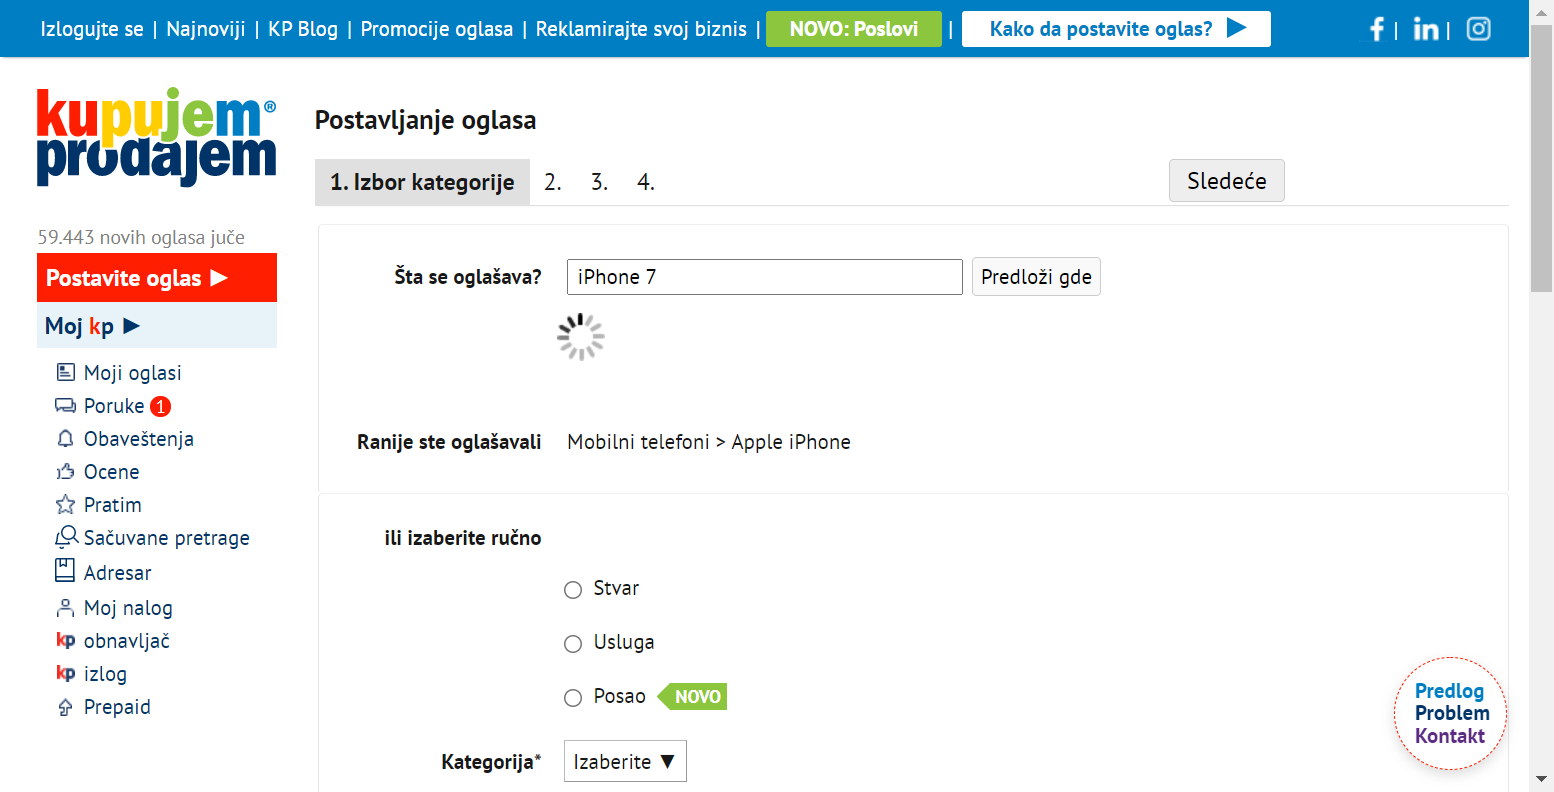 Izlogujte se | Najnoviji | KP Blog | Promocije oglasa | Reklamirajte svoj biznis | NOVO: Poslovi | Kako da postavite oglas? ▶ | |
kupujem®
prodajem
Postavljanje oglasa
1. Izbor kategorije 2. 3. 4. Sledeće
59.443 novih oglasa juče
Postavite oglas ▶
Moj kp ▶
Moji oglasi
Poruke 1
Obaveštenja
Ocene
Pratim
Sačuvane pretrage
Adresar
Moj nalog
kp obnavljač
kp izlog
Prepaid
Šta se oglašava? iPhone 7 Predloži gde
Ranije ste oglašavali Mobilni telefoni > Apple iPhone
ili izaberite ručno
Stvar
Usluga
Posao NOVO
Kategorija* Izaberite ▼
Predlog
Problem
Kontakt